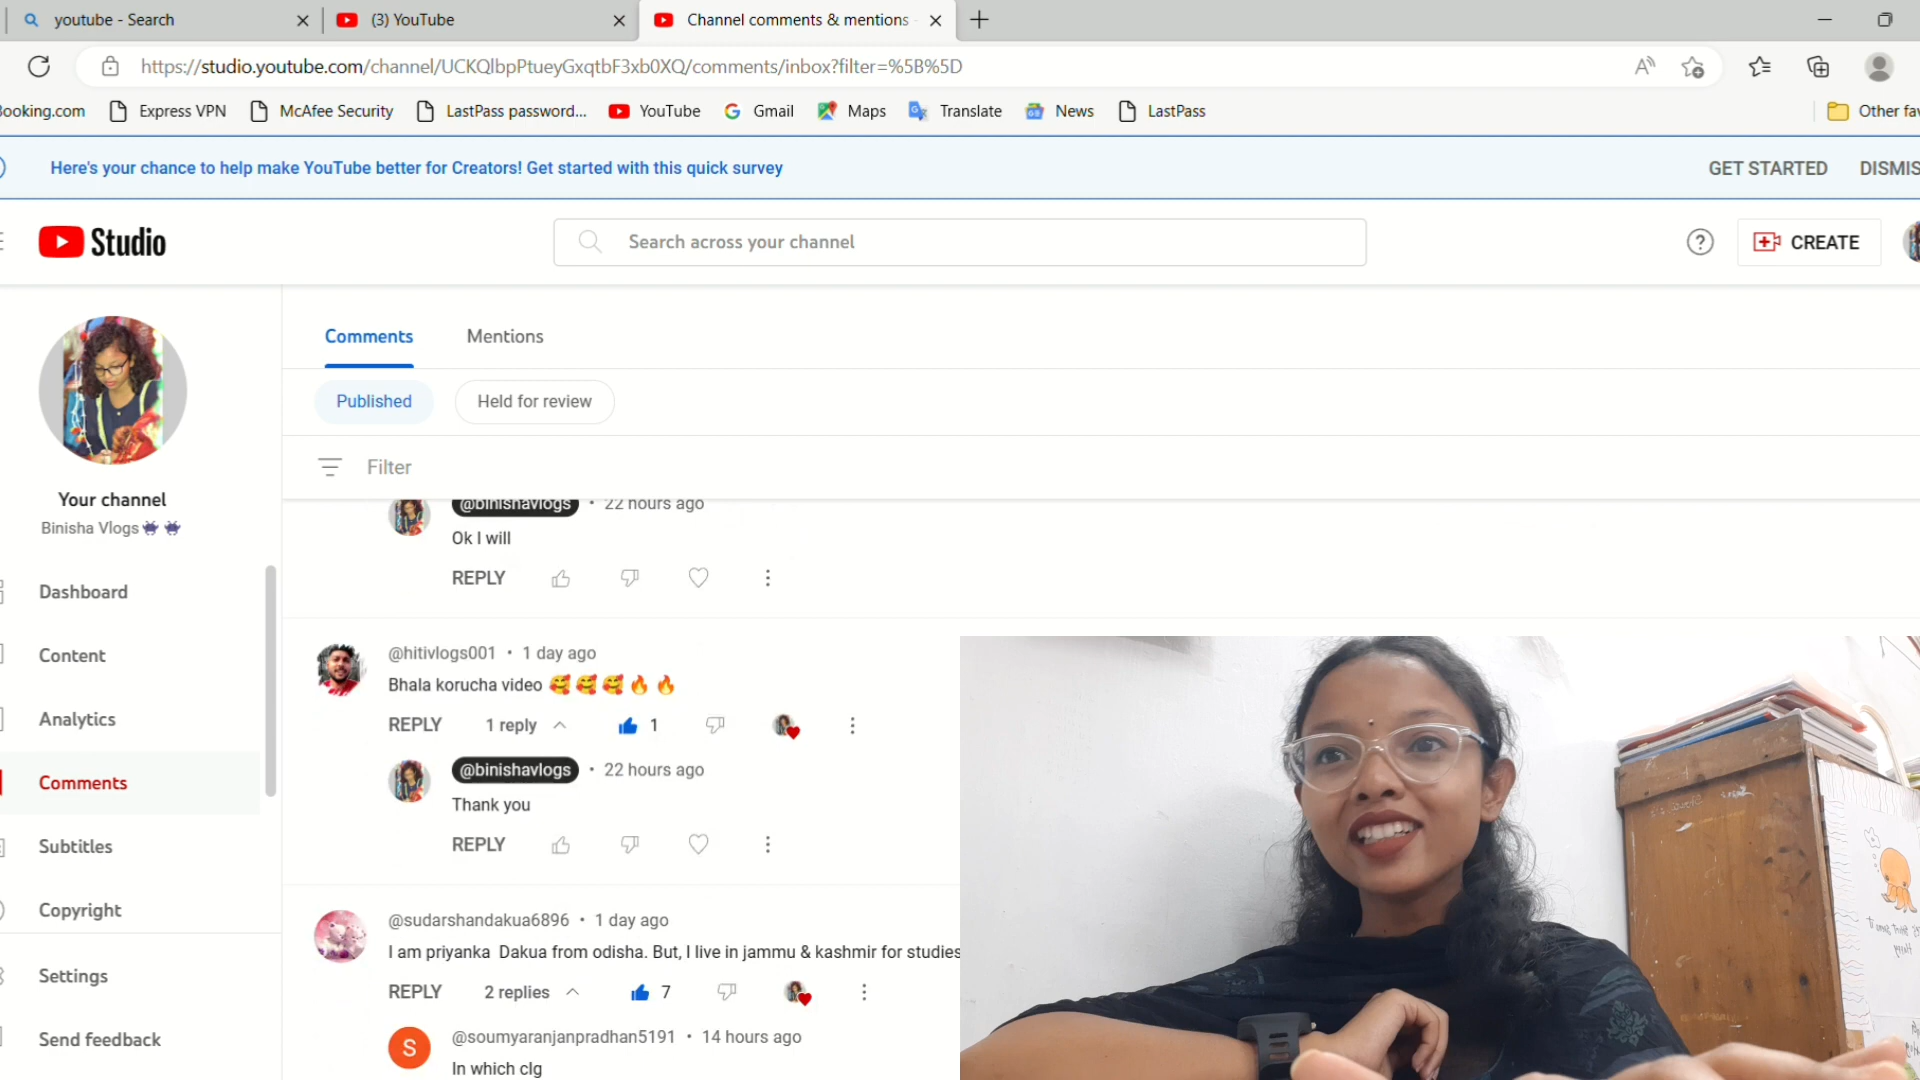 youtube - Search
(3) YouTube
Channel comments & mentions
https://studio.youtube.com/channel/UCKQlbpPtueyGxqtbF3xb0XQ/comments/inbox?filter=%5B%5D
Booking.com Express VPN McAfee Security LastPass password... YouTube Gmail Maps Translate News LastPass Other fav
Here's your chance to help make YouTube better for Creators! Get started with this quick survey
GET STARTED DISMIS
Studio
Search across your channel
CREATE
Comments Mentions
Published Held for review
Filter
Your channel
Binisha Vlogs
Dashboard
Content
Analytics
Comments
Subtitles
Copyright
Settings
Send feedback
@binishavlogs • 22 hours ago
Ok I will
REPLY
@hitivlogs001 • 1 day ago
Bhala korucha video 🥰🥰🥰🔥🔥
REPLY 1 reply 1
@binishavlogs • 22 hours ago
Thank you
REPLY
@sudarshandakua6896 • 1 day ago
I am priyanka Dakua from odisha. But, I live in jammu & kashmir for studies
REPLY 2 replies 7
S
@soumyaranjanpradhan5191 • 14 hours ago
In which clg